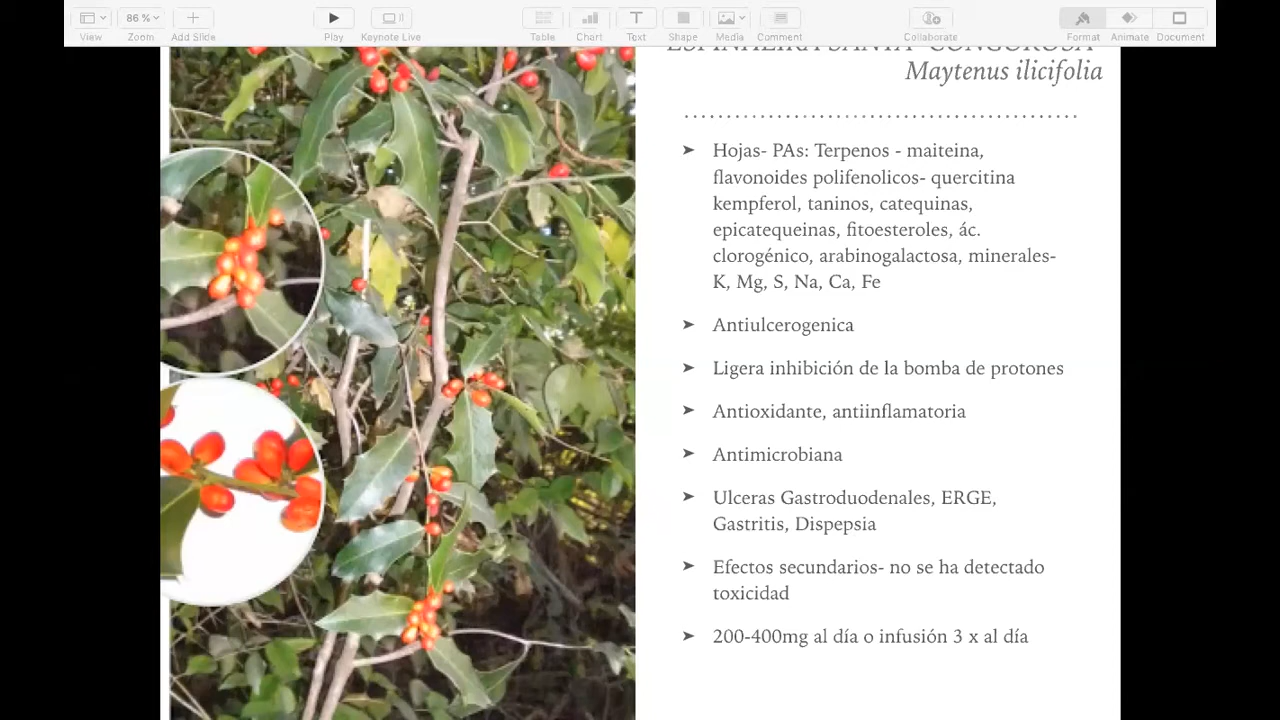 View
86 %
Zoom
Add Slide
Play
Keynote Live
Table
Chart
Text
Shape
Media
Comment
Collaborate
Format
Animate
Document
ESPINHEIRA SANTA- CONGOROSA
Maytenus ilicifolia
➤ Hojas- PAs: Terpenos - maiteina,
flavonoides polifenolicos- quercitina
kempferol, taninos, catequinas,
epicatequeinas, fitoesteroles, ác.
clorogénico, arabinogalactosa, minerales-
K, Mg, S, Na, Ca, Fe
➤ Antiulcerogenica
➤ Ligera inhibición de la bomba de protones
➤ Antioxidante, antiinflamatoria
➤ Antimicrobiana
➤ Ulceras Gastroduodenales, ERGE,
Gastritis, Dispepsia
➤ Efectos secundarios- no se ha detectado
toxicidad
➤ 200-400mg al día o infusión 3 x al día